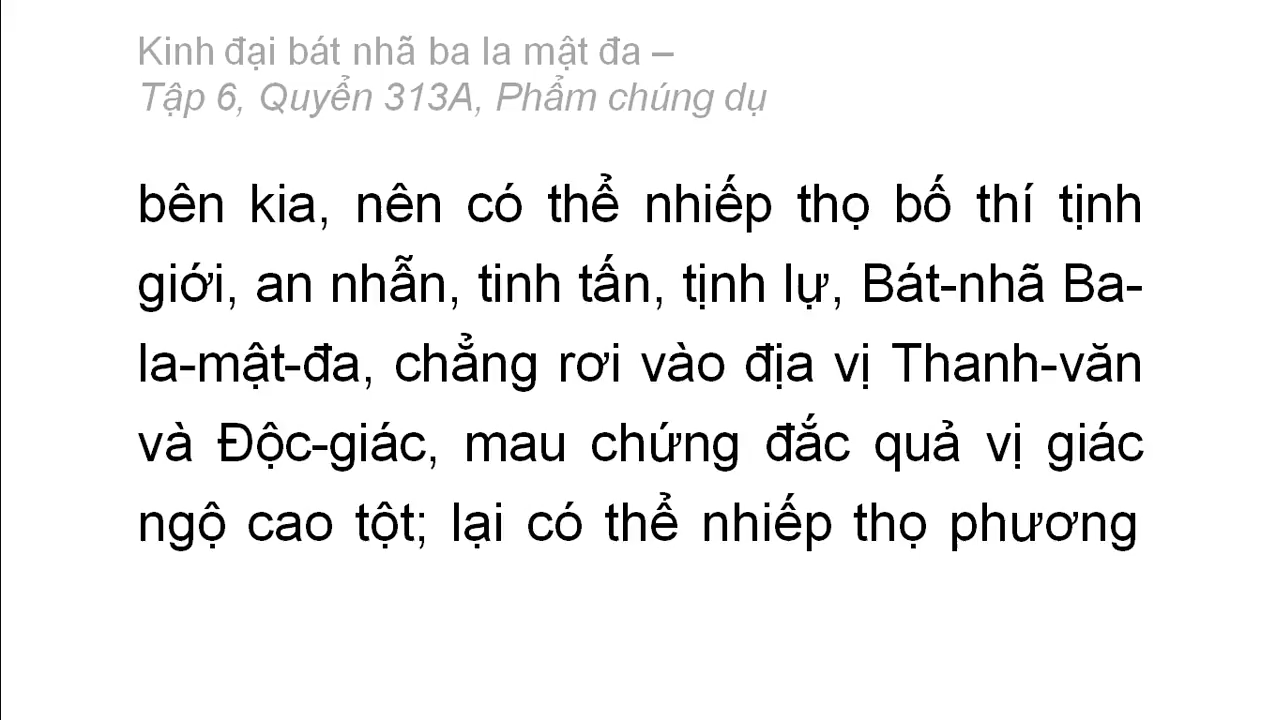 Kinh đại bát nhã ba la mật đa –
Tập 6, Quyển 313A, Phẩm chúng dụ
bên kia, nên có thể nhiếp thọ bố thí tịnh
giới, an nhẫn, tinh tấn, tịnh lự, Bát-nhã Ba-
la-mật-đa, chẳng rơi vào địa vị Thanh-văn
và Độc-giác, mau chứng đắc quả vị giác
ngộ cao tột; lại có thể nhiếp thọ phương